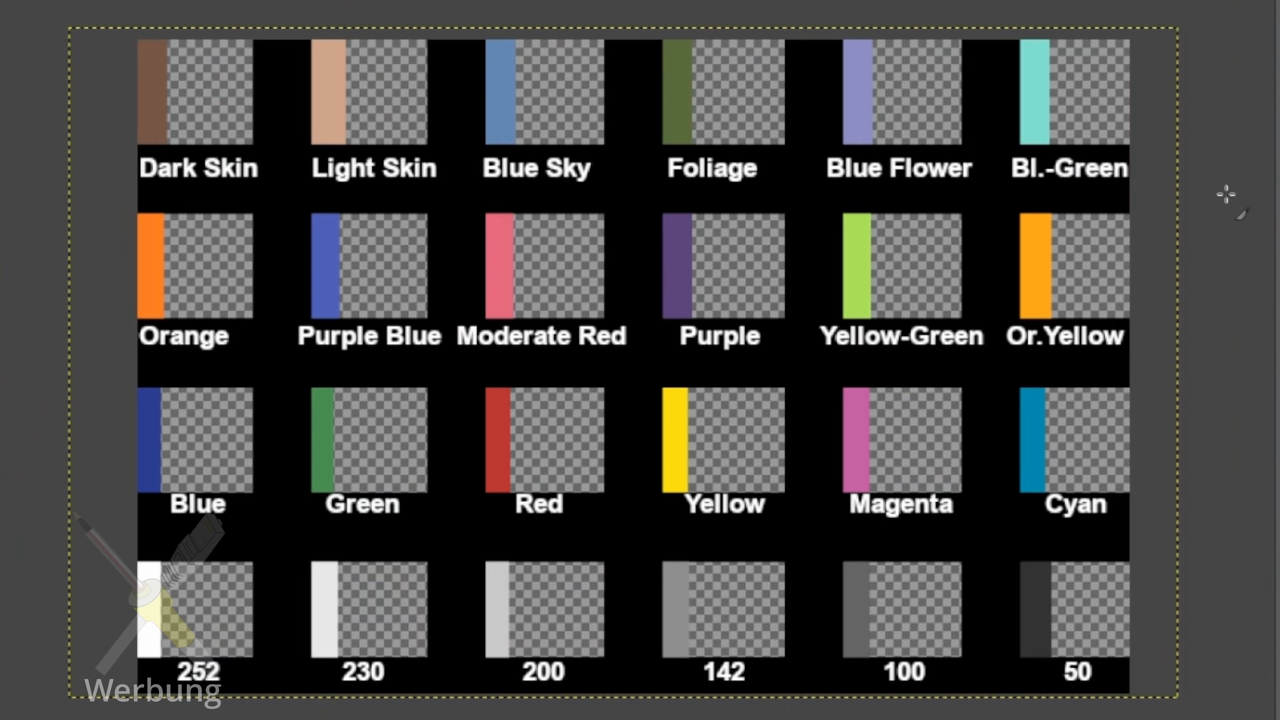 Dark Skin Light Skin Blue Sky Foliage Blue Flower Bl.-Green
Orange Purple Blue Moderate Red Purple Yellow-Green Or.Yellow
Blue Green Red Yellow Magenta Cyan
252 230 200 142 100 50
Werbung